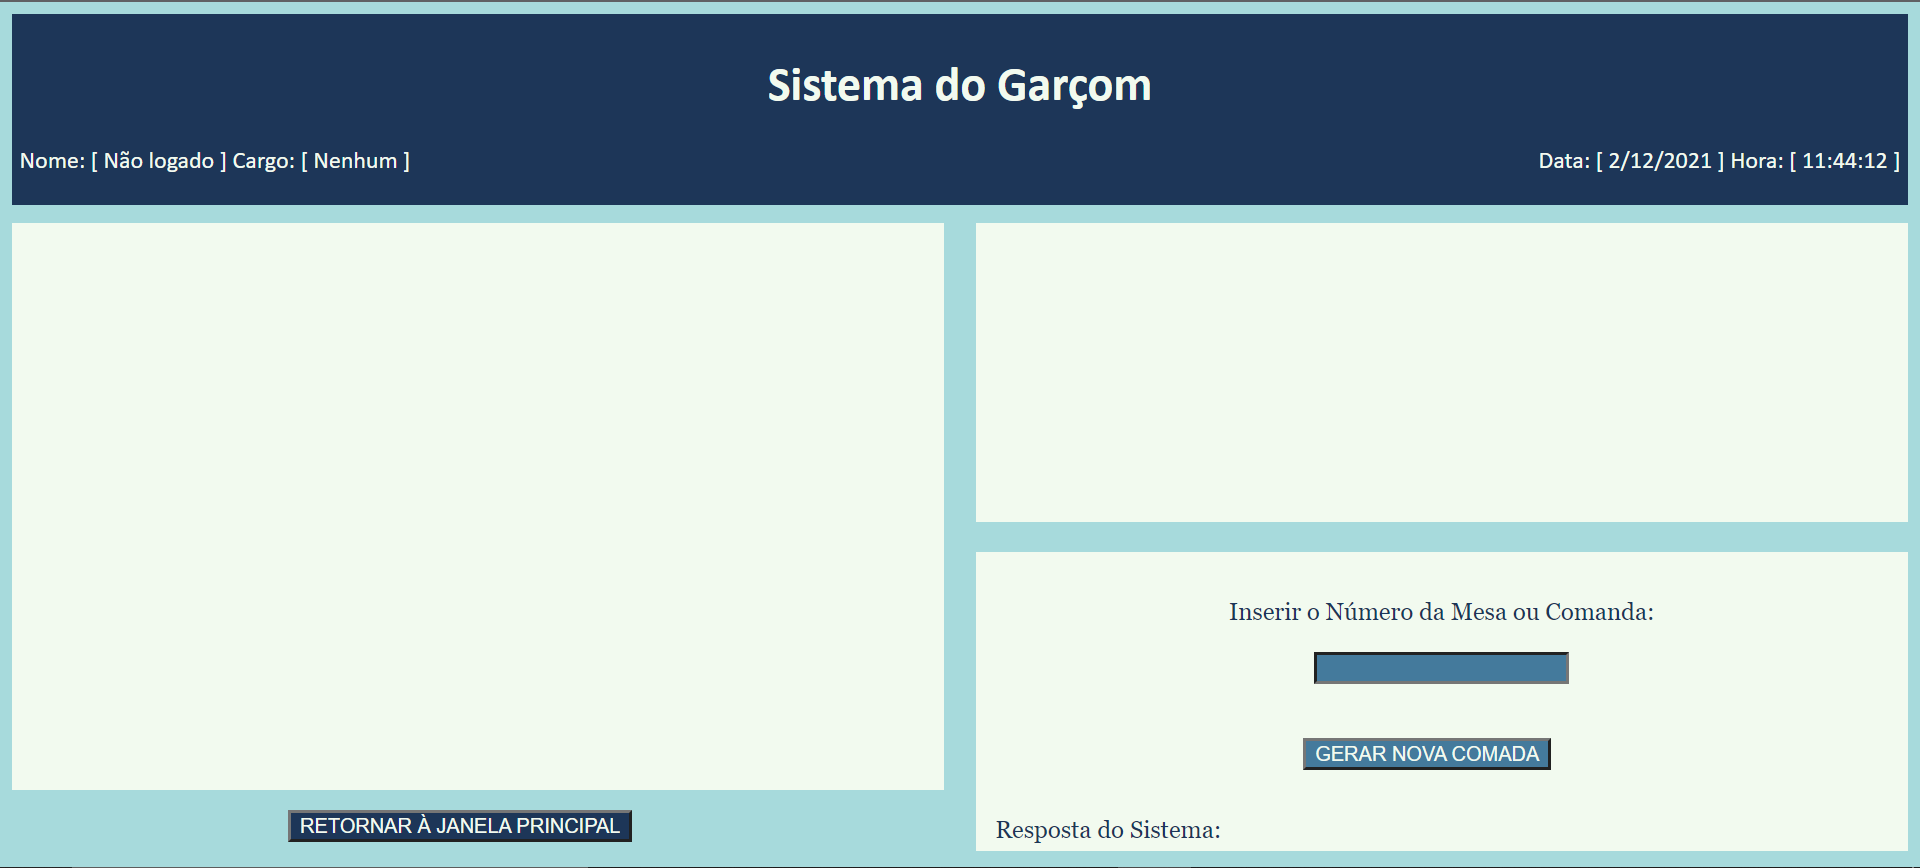 Sistema do Garçom
Nome: [ Não logado ] Cargo: [ Nenhum ]
Data: [ 2/12/2021 ] Hora: [ 11:44:12 ]
Inserir o Número da Mesa ou Comanda:
GERAR NOVA COMADA
Resposta do Sistema:
RETORNAR À JANELA PRINCIPAL